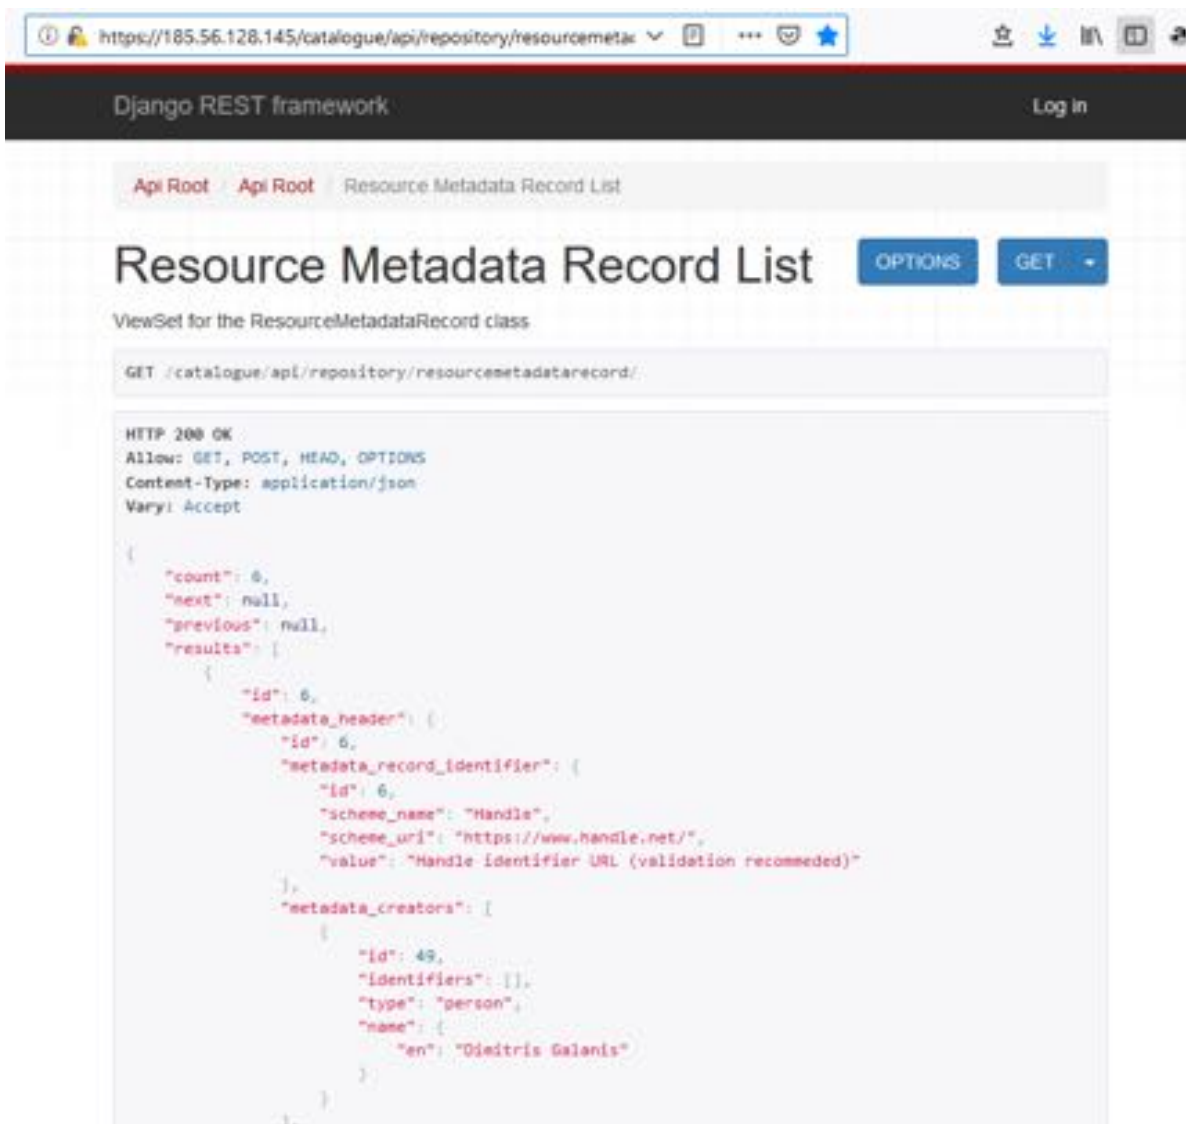 https://185.56.128.145/catalogue/api/repository/resourcemeta
Django REST framework
Log in
Api Root / Api Root / Resource Metadata Record List
Resource Metadata Record List
OPTIONS
GET
ViewSet for the ResourceMetadataRecord class
GET /catalogue/api/repository/resourcemetadatarecord/
HTTP 200 OK
Allow: GET, POST, HEAD, OPTIONS
Content-Type: application/json
Vary: Accept
{
"count": 6,
"next": null,
"previous": null,
"results": [
{
"id": 6,
"metadata_header": {
"id": 6,
"metadata_record_identifier": {
"id": 6,
"scheme_name": "Handle",
"scheme_uri": "https://www.handle.net/",
"value": "Handle identifier URL (validation recommeded)"
},
"metadata_creators": [
{
"id": 49,
"identifiers": [],
"type": "person",
"name": {
"en": "Dimitris Galanis"
}
}
],